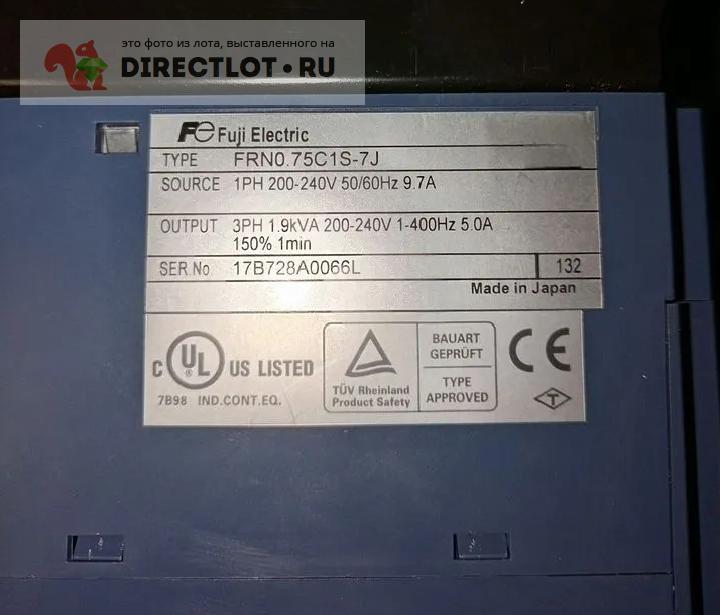 это фото из лота, выставленного на
DIRECTLOT.RU
Fe Fuji Electric
TYPE FRN0.75C1S-7J
SOURCE 1PH 200-240V 50/60Hz 9.7A
OUTPUT 3PH 1.9kVA 200-240V 1-400Hz 5.0A
150% 1min
SER No 17B728A0066L 132
Made in Japan
C UL ® US LISTED
7B98 IND.CONT.EQ.
TÜV Rheinland
Product Safety
BAUART
GEPRÜFT
TYPE
APPROVED
CE
T